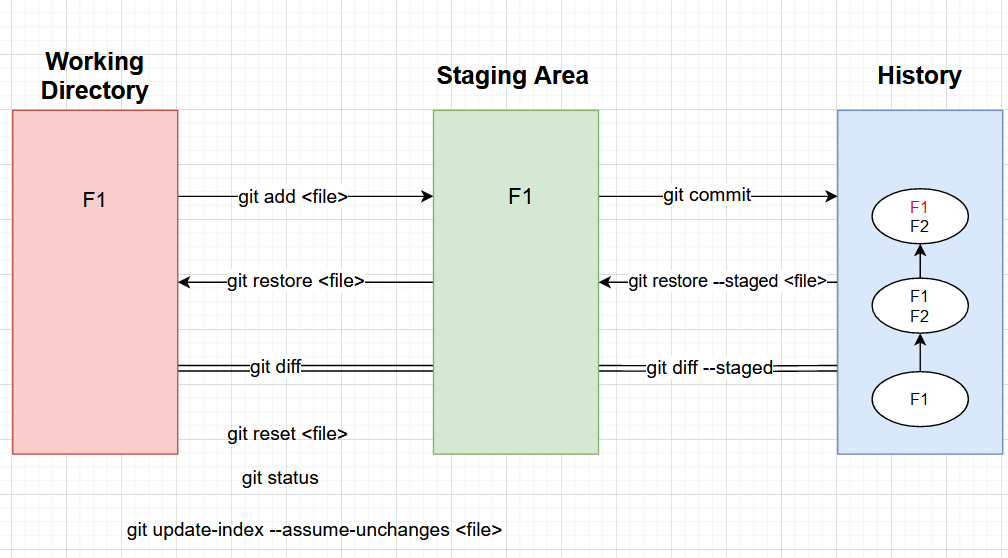 Working
Directory
Staging Area
History
F1
git add <file>
F1
git commit
F1
F2
git restore <file>
git restore --staged <file>
F1
F2
git diff
git diff --staged
F1
git reset <file>
git status
git update-index --assume-unchanges <file>